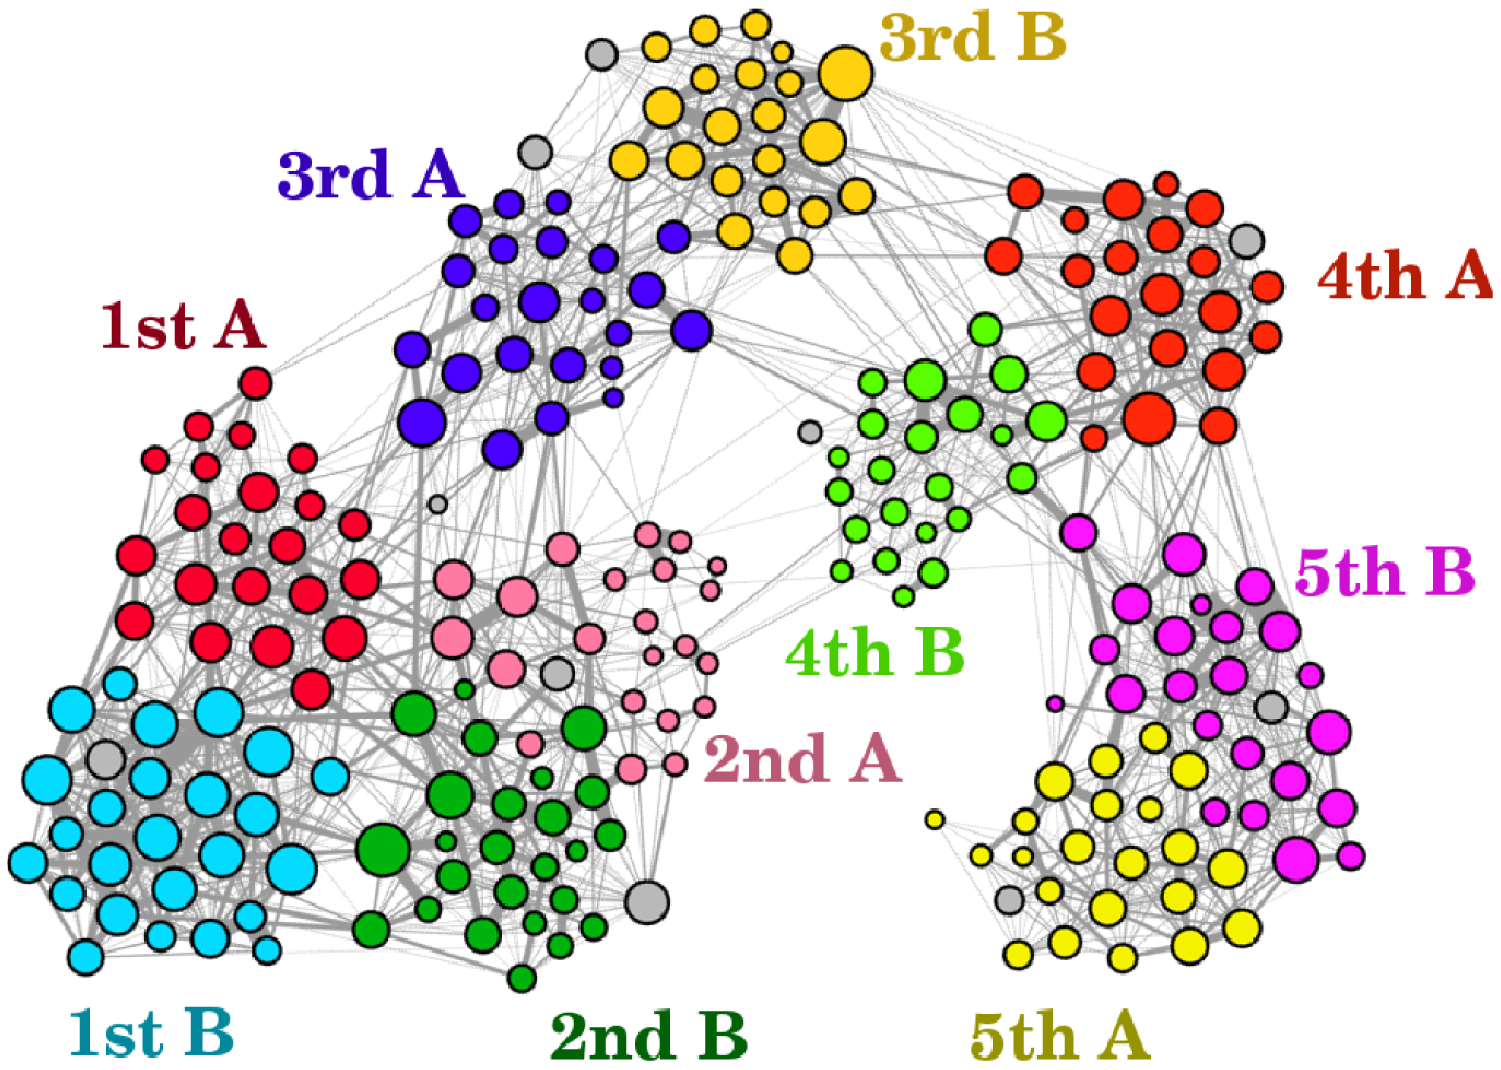 3rd B
3rd A
4th A
1st A
5th B
4th B
2nd A
1st B
2nd B
5th A